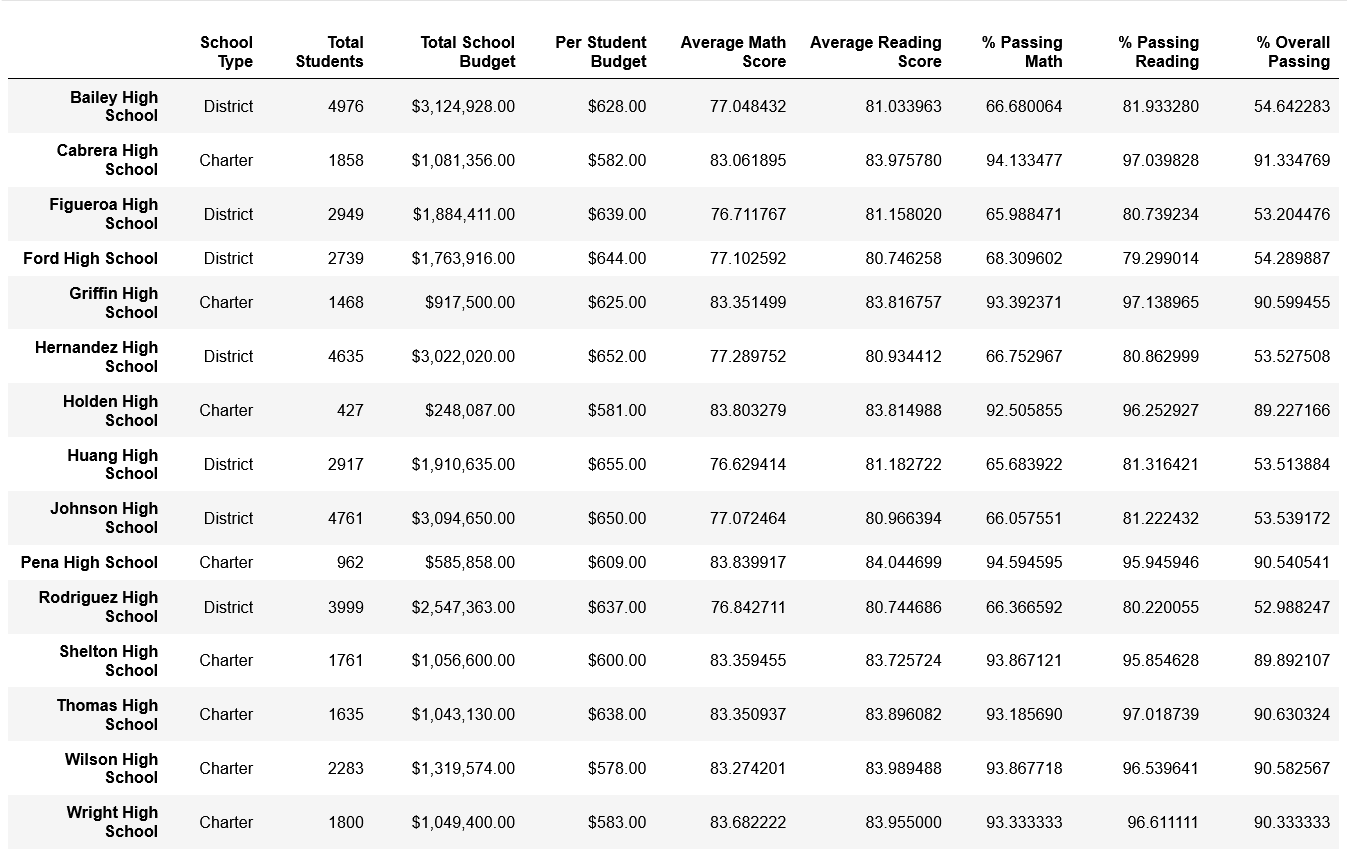 School Type Total Students Total School Budget Per Student Budget Average Math Score Average Reading Score % Passing Math % Passing Reading % Overall Passing
Bailey High School District 4976 $3,124,928.00 $628.00 77.048432 81.033963 66.680064 81.933280 54.642283
Cabrera High School Charter 1858 $1,081,356.00 $582.00 83.061895 83.975780 94.133477 97.039828 91.334769
Figueroa High School District 2949 $1,884,411.00 $639.00 76.711767 81.158020 65.988471 80.739234 53.204476
Ford High School District 2739 $1,763,916.00 $644.00 77.102592 80.746258 68.309602 79.299014 54.289887
Griffin High School Charter 1468 $917,500.00 $625.00 83.351499 83.816757 93.392371 97.138965 90.599455
Hernandez High School District 4635 $3,022,020.00 $652.00 77.289752 80.934412 66.752967 80.862999 53.527508
Holden High School Charter 427 $248,087.00 $581.00 83.803279 83.814988 92.505855 96.252927 89.227166
Huang High School District 2917 $1,910,635.00 $655.00 76.629414 81.182722 65.683922 81.316421 53.513884
Johnson High School District 4761 $3,094,650.00 $650.00 77.072464 80.966394 66.057551 81.222432 53.539172
Pena High School Charter 962 $585,858.00 $609.00 83.839917 84.044699 94.594595 95.945946 90.540541
Rodriguez High School District 3999 $2,547,363.00 $637.00 76.842711 80.744686 66.366592 80.220055 52.988247
Shelton High School Charter 1761 $1,056,600.00 $600.00 83.359455 83.725724 93.867121 95.854628 89.892107
Thomas High School Charter 1635 $1,043,130.00 $638.00 83.350937 83.896082 93.185690 97.018739 90.630324
Wilson High School Charter 2283 $1,319,574.00 $578.00 83.274201 83.989488 93.867718 96.539641 90.582567
Wright High School Charter 1800 $1,049,400.00 $583.00 83.682222 83.955000 93.333333 96.611111 90.333333